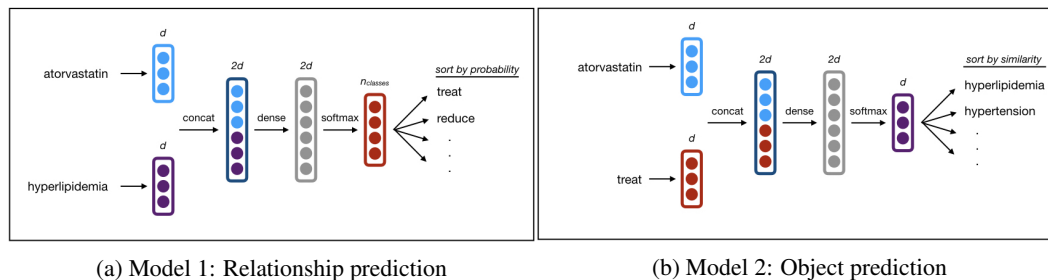 d
atorvastatin
2d
2d
concat
dense
softmax
n_classes
sort by probability
treat
reduce
.
.
.
d
hyperlipidemia
(a) Model 1: Relationship prediction
d
atorvastatin
2d
2d
concat
dense
softmax
d
sort by similarity
hyperlipidemia
hypertension
.
.
.
d
treat
(b) Model 2: Object prediction